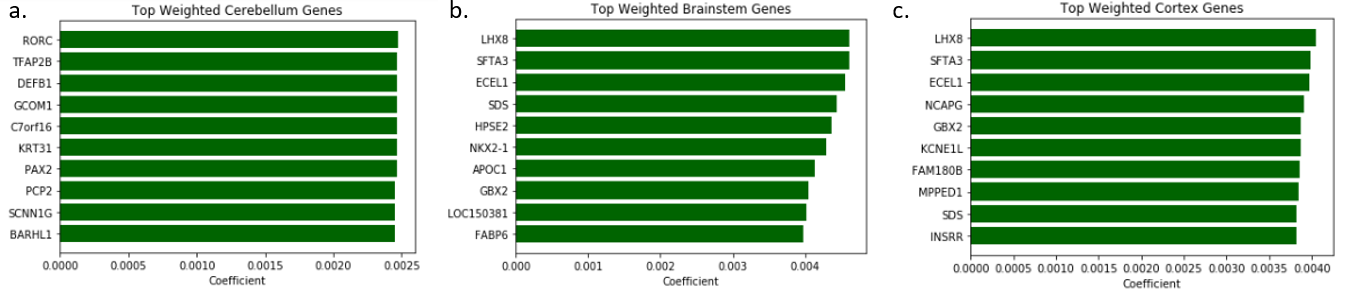 a.
Top Weighted Cerebellum Genes
RORC
TFAP2B
DEFB1
GCOM1
C7orf16
KRT31
PAX2
PCP2
SCNN1G
BARHL1
0.0000 0.0005 0.0010 0.0015 0.0020 0.0025
Coefficient
b.
Top Weighted Brainstem Genes
LHX8
SFTA3
ECEL1
SDS
HPSE2
NKX2-1
APOC1
GBX2
LOC150381
FABP6
0.000 0.001 0.002 0.003 0.004
Coefficient
c.
Top Weighted Cortex Genes
LHX8
SFTA3
ECEL1
NCAPG
GBX2
KCNE1L
FAM180B
MPPED1
SDS
INSRR
0.0000 0.0005 0.0010 0.0015 0.0020 0.0025 0.0030 0.0035 0.0040
Coefficient